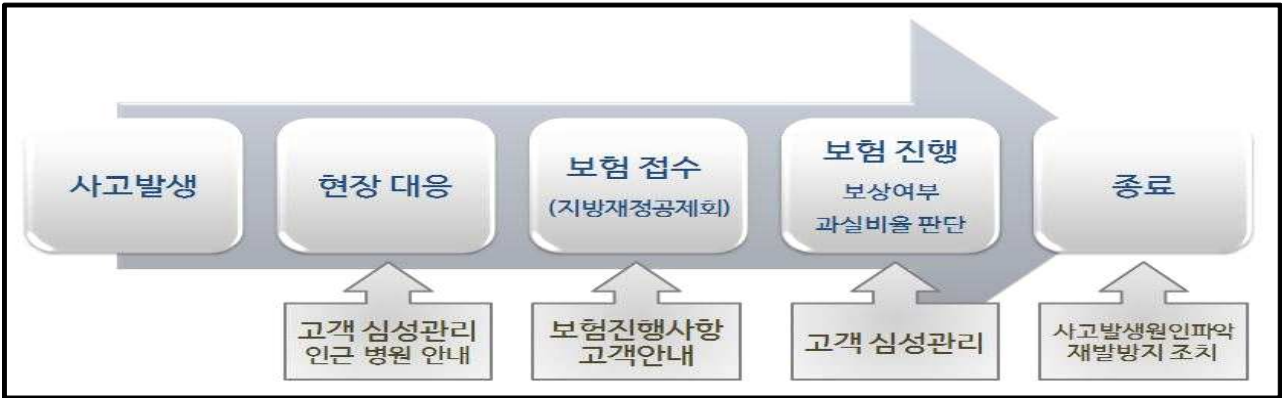 사고발생
현장 대응
보험 접수
(지방재정공제회)
보험 진행
보상여부
과실비율 판단
종료
고객 심성관리
인근 병원 안내
보험진행사항
고객안내
고객 심성관리
사고발생원인파악
재발방지 조치